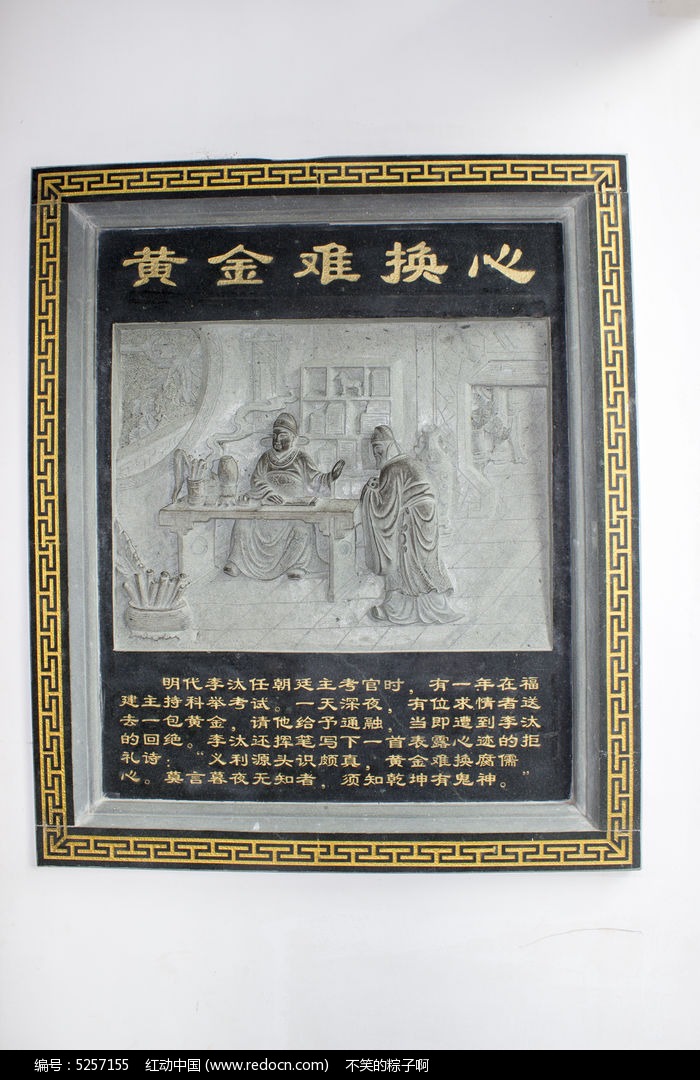 黄金难换心
明代李汰任朝廷主考官时，有一年在福
建主持科举考试。一天深夜，有位求情者送
去一包黄金，请他给予通融，当即遭到李汰
的回绝。李汰还挥笔写下一首表露心迹的拒
礼诗：“义利源头识颇真，黄金难换腐儒
心。莫言暮夜无知者，须知乾坤有鬼神。”
编号：5257155 红动中国 (www.redocn.com) 不笑的粽子啊